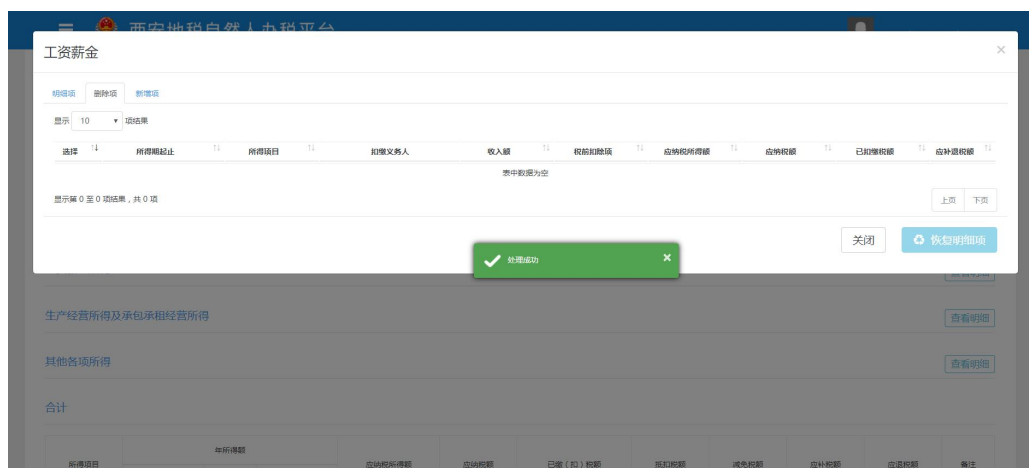 西安地税自然人办税平台
工资薪金 ×
明细项 删除项 新增项
显示 10 项结果
选择 所得期起止 所得项目 扣缴义务人 收入额 税前扣除项 应纳税所得额 应纳税额 已扣缴税额 应补退税额
表中数据为空
显示第 0 至 0 项结果，共 0 项
上页 下页
关闭 恢复明细项
处理成功 ×
查看明细
生产经营所得及承包承租经营所得 查看明细
其他各项所得 查看明细
合计
年所得额
所得项目 应纳税所得额 应纳税额 已缴（扣）税额 抵扣税额 减免税额 应补税额 应退税额 备注